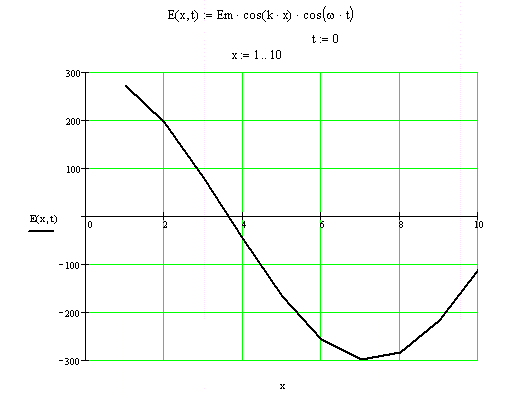 E(x,t) := Em · cos(k · x) · cos(ω · t)
t := 0
x := 1 .. 10
300
200
100
E(x,t)
0 2 4 6 8 10
−100
−200
−300
x